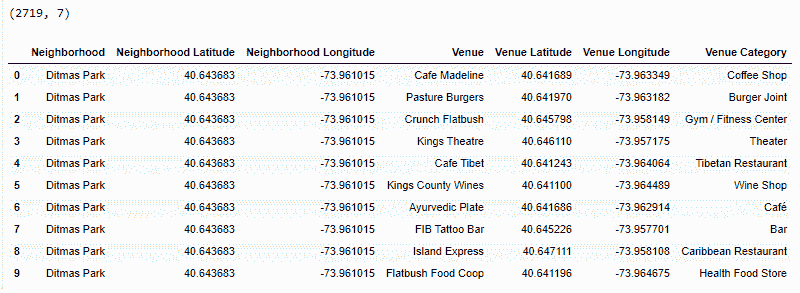 (2719, 7)
Neighborhood Neighborhood Latitude Neighborhood Longitude Venue Venue Latitude Venue Longitude Venue Category
0 Ditmas Park 40.643683 -73.961015 Cafe Madeline 40.641689 -73.963349 Coffee Shop
1 Ditmas Park 40.643683 -73.961015 Pasture Burgers 40.641970 -73.963182 Burger Joint
2 Ditmas Park 40.643683 -73.961015 Crunch Flatbush 40.645798 -73.958149 Gym / Fitness Center
3 Ditmas Park 40.643683 -73.961015 Kings Theatre 40.646110 -73.957175 Theater
4 Ditmas Park 40.643683 -73.961015 Cafe Tibet 40.641243 -73.964064 Tibetan Restaurant
5 Ditmas Park 40.643683 -73.961015 Kings County Wines 40.641100 -73.964489 Wine Shop
6 Ditmas Park 40.643683 -73.961015 Ayurvedic Plate 40.641686 -73.962914 Café
7 Ditmas Park 40.643683 -73.961015 FIB Tattoo Bar 40.645226 -73.957701 Bar
8 Ditmas Park 40.643683 -73.961015 Island Express 40.647111 -73.958108 Caribbean Restaurant
9 Ditmas Park 40.643683 -73.961015 Flatbush Food Coop 40.641196 -73.964675 Health Food Store